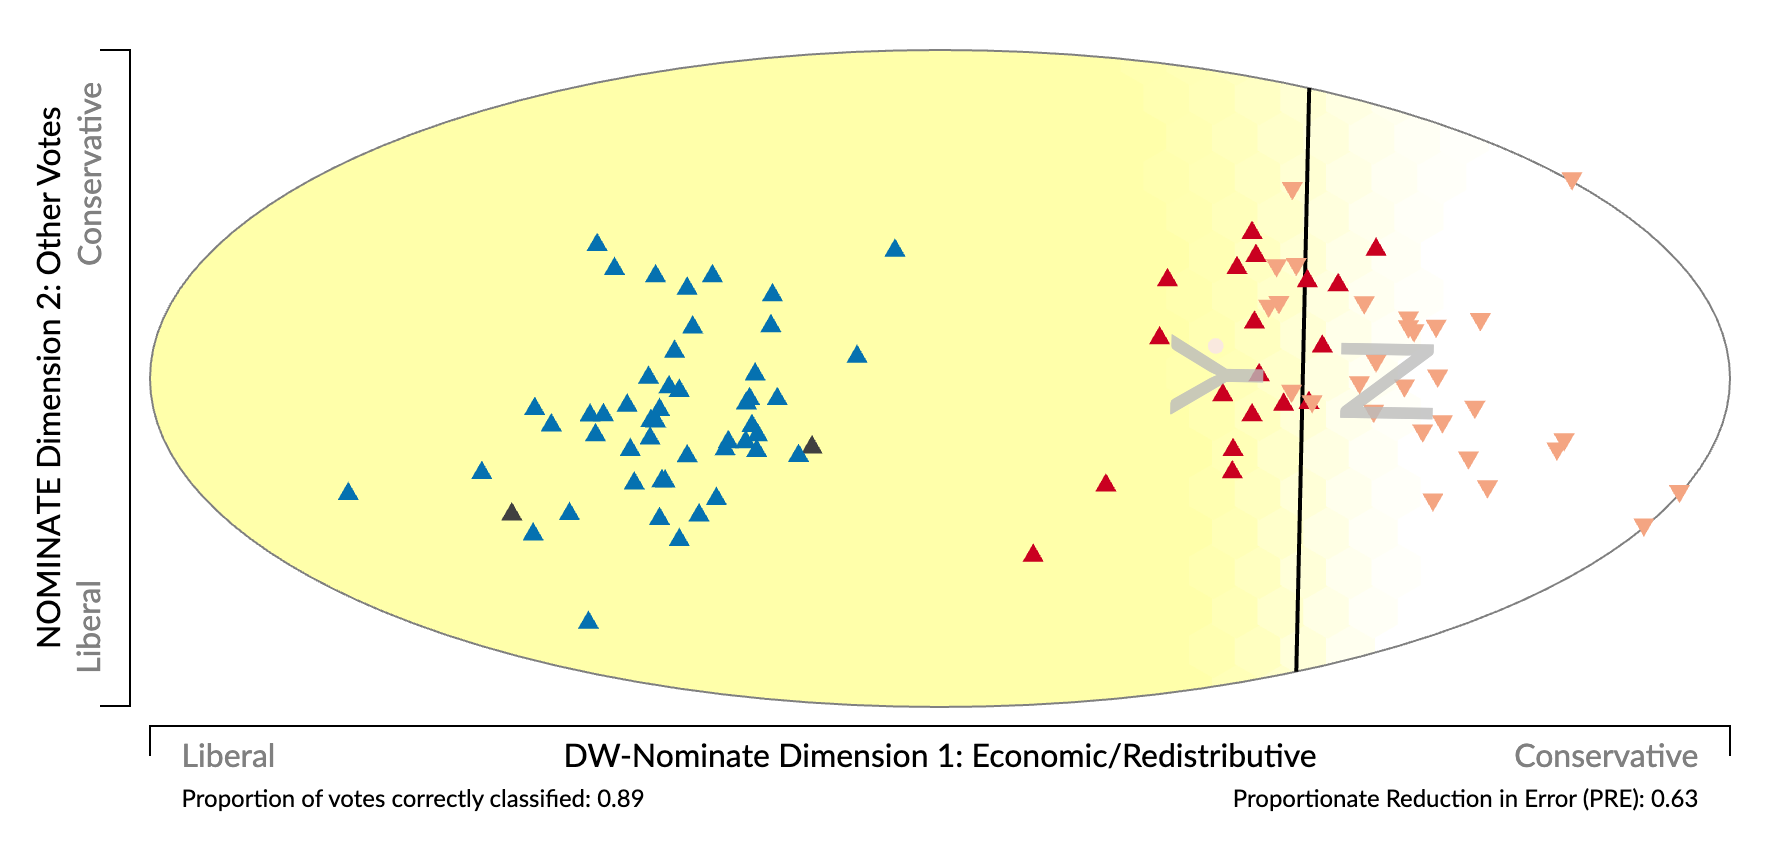 NOMINATE Dimension 2: Other Votes
Conservative
Liberal
Y
N
Liberal
DW-Nominate Dimension 1: Economic/Redistributive
Conservative
Proportion of votes correctly classified: 0.89
Proportionate Reduction in Error (PRE): 0.63